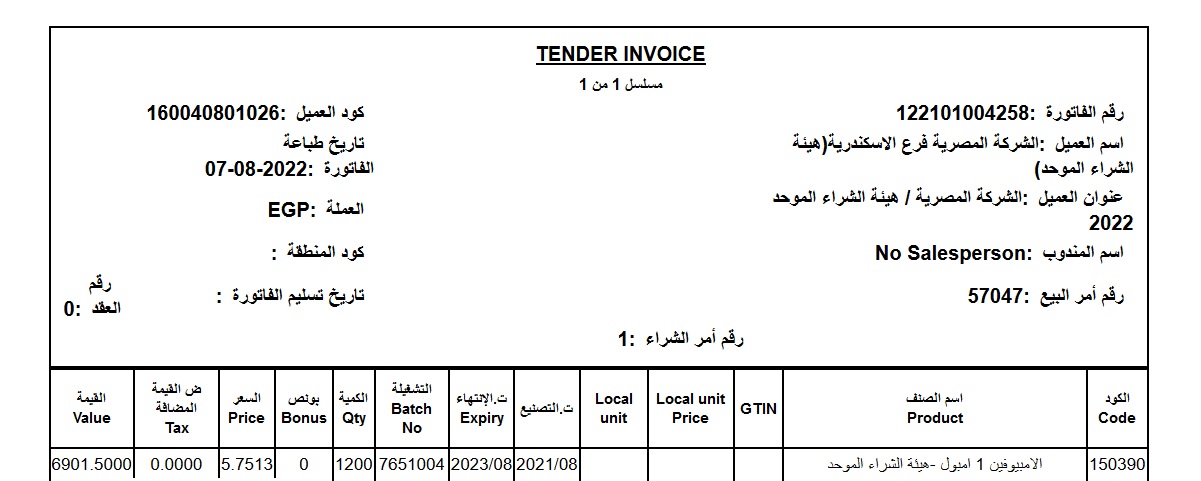 TENDER INVOICE
مسلسل 1 من 1
رقم الفاتورة :122101004258
كود العميل :160040801026
اسم العميل :الشركة المصرية فرع الاسكندرية(هيئة
الشراء الموحد)
تاريخ طباعة
الفاتورة :07-08-2022
عنوان العميل :الشركة المصرية / هيئة الشراء الموحد
2022
العملة :EGP
اسم المندوب :No Salesperson
كود المنطقة :
رقم أمر البيع :57047
تاريخ تسليم الفاتورة :
رقم
العقد :0
رقم أمر الشراء :1
الكود Code
اسم الصنف Product
GTIN
Local unit Price
Local unit
ت.التصنيع
ت.الإنتهاء Expiry
التشغيلة Batch No
الكمية Qty
بونص Bonus
السعر Price
ض القيمة المضافة Tax
القيمة Value
150390
الامبيوفين 1 امبول -هيئة الشراء الموحد
2021/08
2023/08
7651004
1200
0
5.7513
0.0000
6901.5000